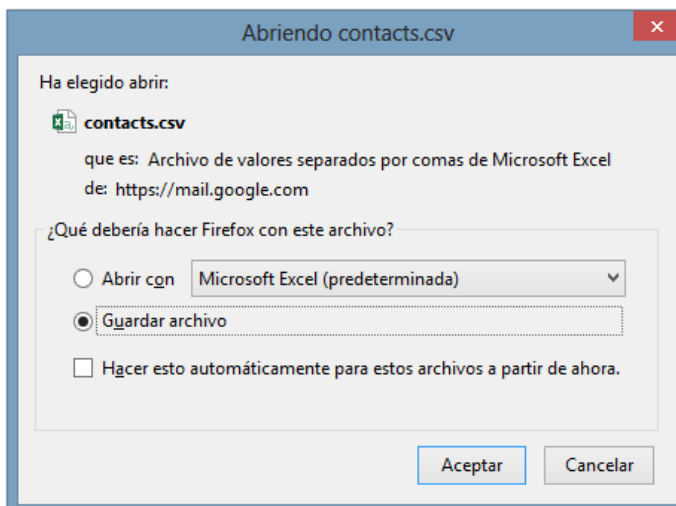 Abriendo contacts.csv
Ha elegido abrir:
contacts.csv
que es: Archivo de valores separados por comas de Microsoft Excel
de: https://mail.google.com
¿Qué debería hacer Firefox con este archivo?
Abrir con Microsoft Excel (predeterminada)
Guardar archivo
Hacer esto automáticamente para estos archivos a partir de ahora.
Aceptar Cancelar